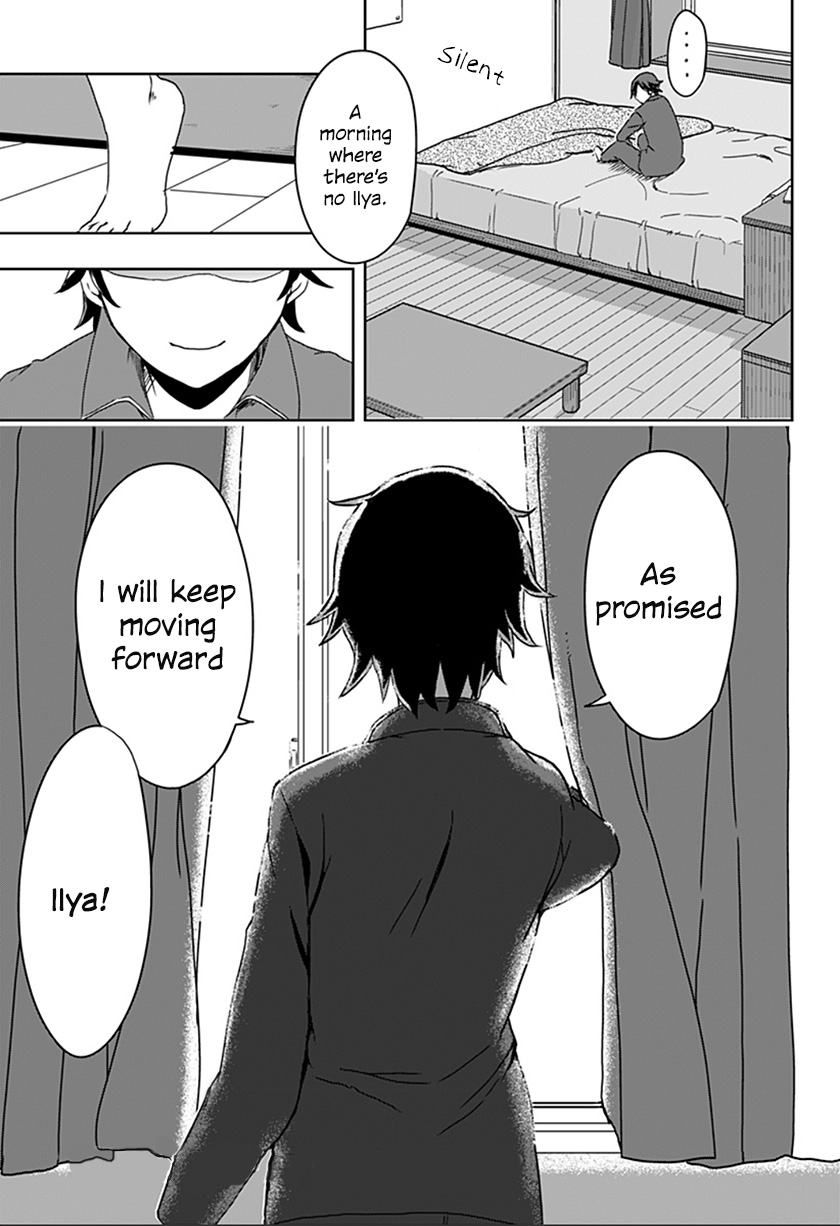 ....
Silent
A
morning
where
there's
no Ilya.
As
promised
I will keep
moving
forward
Ilya!